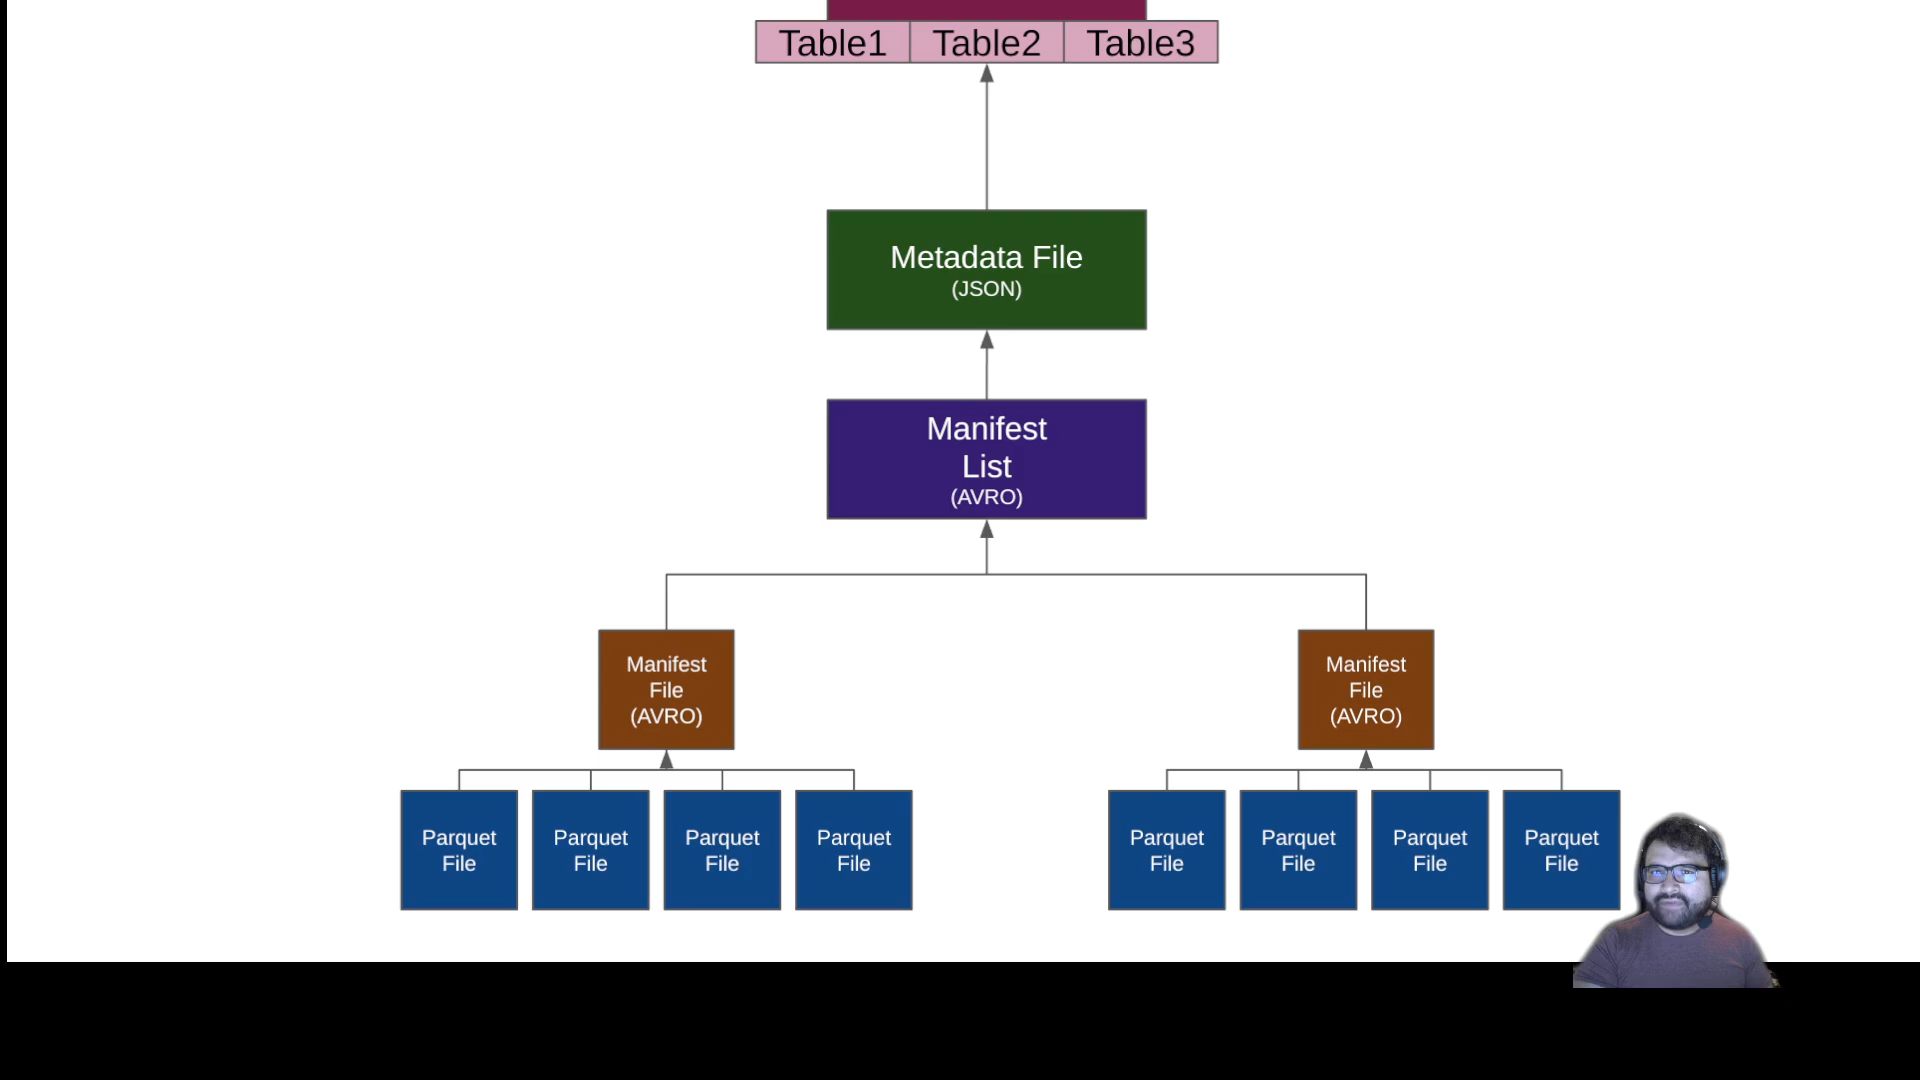 Table1 Table2 Table3
Metadata File
(JSON)
Manifest
List
(AVRO)
Manifest
File
(AVRO)
Manifest
File
(AVRO)
Parquet
File
Parquet
File
Parquet
File
Parquet
File
Parquet
File
Parquet
File
Parquet
File
Parquet
File